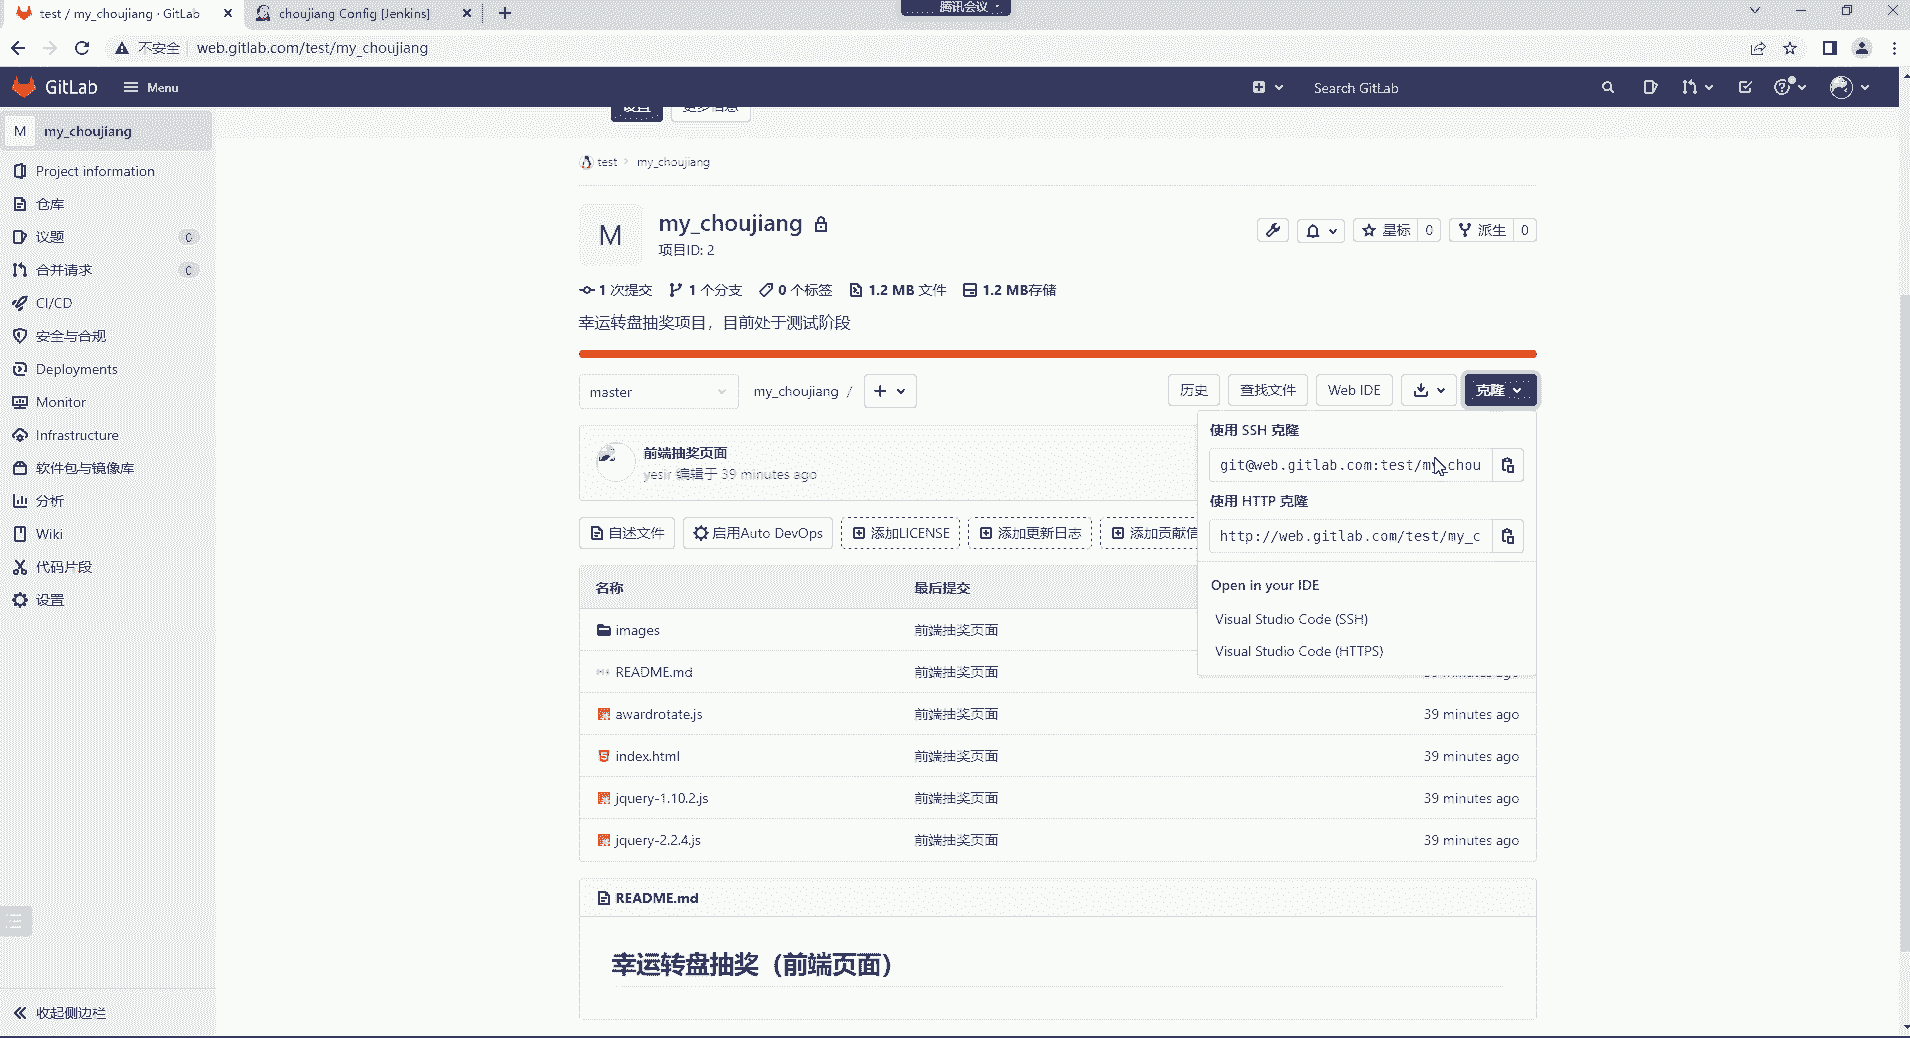 test / my_choujiang · GitLab
choujiang Config [Jenkins]
腾讯会议
不安全
web.gitlab.com/test/my_choujiang
GitLab
Menu
Search GitLab
设置
更多信息
M my_choujiang
Project information
仓库
议题 0
合并请求 0
CI/CD
安全与合规
Deployments
Monitor
Infrastructure
软件包与镜像库
分析
Wiki
代码片段
设置
收起侧边栏
test > my_choujiang
M
my_choujiang
项目ID: 2
星标 0
派生 0
1 次提交 1 个分支 0 个标签 1.2 MB 文件 1.2 MB存储
幸运转盘抽奖项目，目前处于测试阶段
master
my_choujiang /
历史
查找文件
Web IDE
克隆
使用 SSH 克隆
git@web.gitlab.com:test/my_chou
使用 HTTP 克隆
http://web.gitlab.com/test/my_c
Open in your IDE
Visual Studio Code (SSH)
Visual Studio Code (HTTPS)
前端抽奖页面
yesir 编辑于 39 minutes ago
自述文件
启用Auto DevOps
添加LICENSE
添加更新日志
添加贡献信
名称 最后提交
images 前端抽奖页面
README.md 前端抽奖页面 39 minutes ago
awardrotate.js 前端抽奖页面 39 minutes ago
index.html 前端抽奖页面 39 minutes ago
jquery-1.10.2.js 前端抽奖页面 39 minutes ago
jquery-2.2.4.js 前端抽奖页面 39 minutes ago
README.md
幸运转盘抽奖（前端页面）